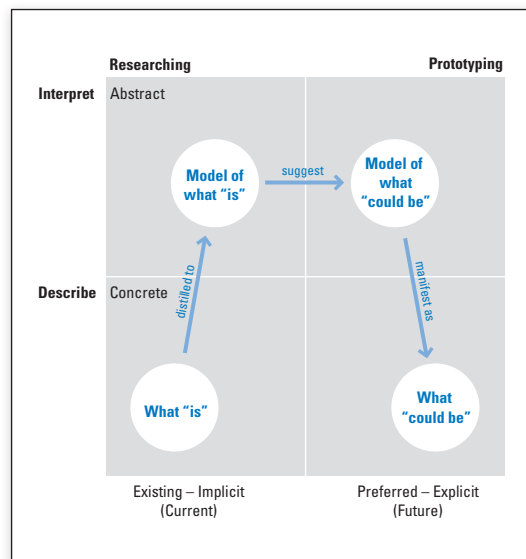 Researching
Prototyping
Interpret
Abstract
Model of
what "is"
suggest
Model of
what
"could be"
distilled to
manifest as
Describe
Concrete
What "is"
What
"could be"
Existing – Implicit
(Current)
Preferred – Explicit
(Future)